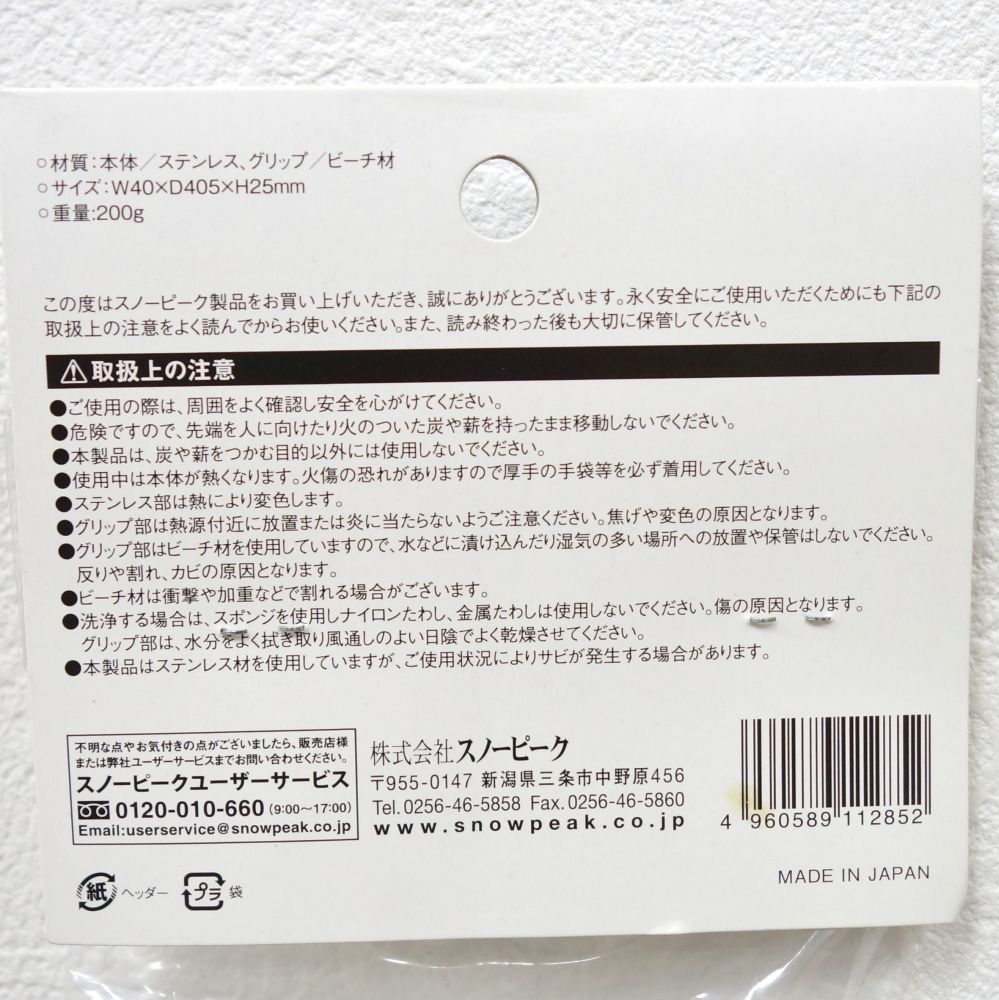 ○材質：本体／ステンレス、グリップ／ビーチ材
○サイズ：W40×D405×H25mm
○重量:200g
この度はスノーピーク製品をお買い上げいただき、誠にありがとうございます。永く安全にご使用いただくためにも下記の
取扱上の注意をよく読んでからお使いください。また、読み終わった後も大切に保管してください。
⚠取扱上の注意
●ご使用の際は、周囲をよく確認し安全を心がけてください。
●危険ですので、先端を人に向けたり火のついた炭や薪を持ったまま移動しないでください。
●本製品は、炭や薪をつかむ目的以外には使用しないでください。
●使用中は本体が熱くなります。火傷の恐れがありますので厚手の手袋等を必ず着用してください。
●ステンレス部は熱により変色します。
●グリップ部は熱源付近に放置または炎に当たらないようご注意ください。焦げや変色の原因となります。
●グリップ部はビーチ材を使用していますので、水などに漬け込んだり湿気の多い場所への放置や保管はしないでください。
反りや割れ、カビの原因となります。
●ビーチ材は衝撃や加重などで割れる場合がございます。
●洗浄する場合は、スポンジを使用しナイロンたわし、金属たわしは使用しないでください。傷の原因となります。
グリップ部は、水分をよく拭き取り風通しのよい日陰でよく乾燥させてください。
●本製品はステンレス材を使用していますが、ご使用状況によりサビが発生する場合があります。
不明な点やお気付きの点がございましたら、販売店様
または弊社ユーザーサービスまでお問い合わせください。
スノーピークユーザーサービス
0120-010-660（9:00〜17:00）
Email:userservice@snowpeak.co.jp
株式会社スノーピーク
〒955-0147 新潟県三条市中野原456
Tel.0256-46-5858 Fax.0256-46-5860
www.snowpeak.co.jp
4 960589 112852
紙 ヘッダー プラ 袋
MADE IN JAPAN